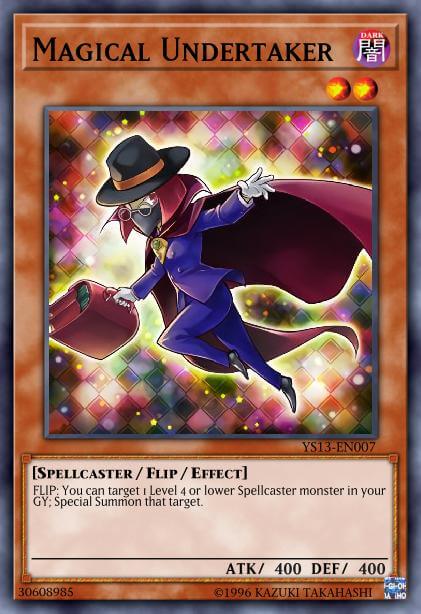 MAGICAL UNDERTAKER
DARK
闇
YS13-EN007
[SPELLCASTER / FLIP / EFFECT]
FLIP: You can target 1 Level 4 or lower Spellcaster monster in your
GY; Special Summon that target.
ATK/ 400 DEF/ 400
30608985
©1996 KAZUKI TAKAHASHI